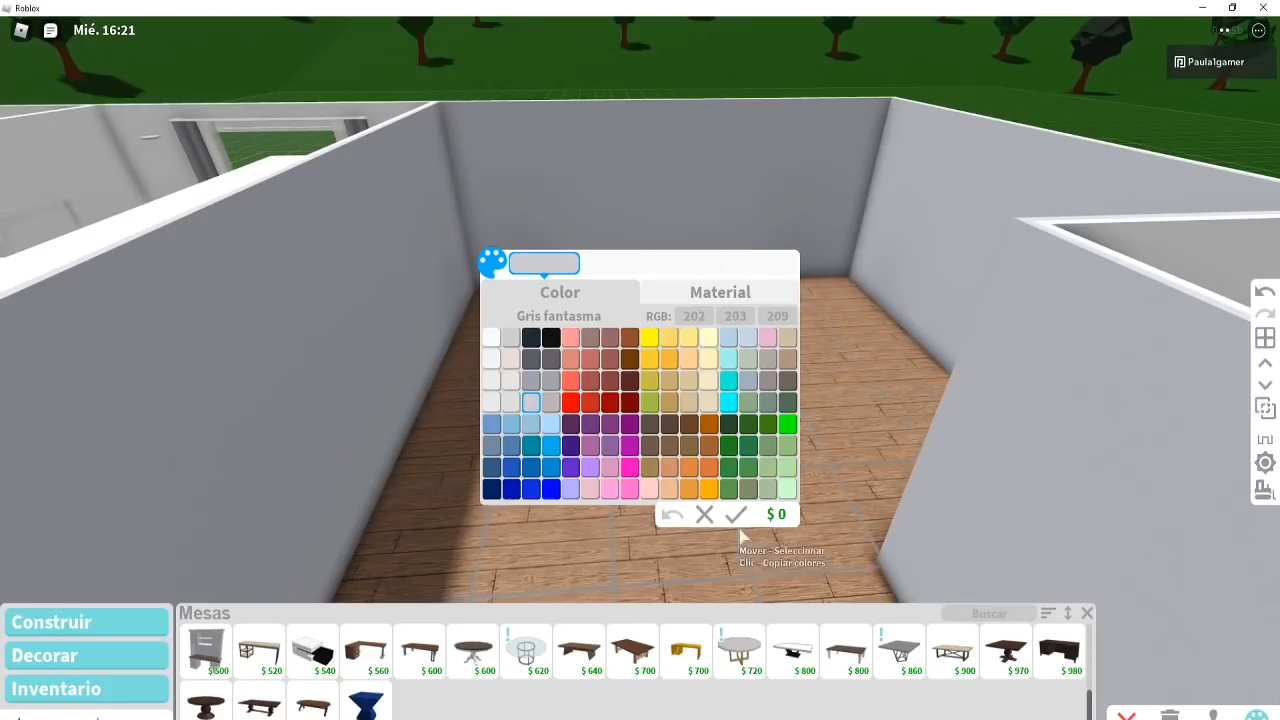 Roblox
Mié. 16:21
Paula1gamer
Color
Material
Gris fantasma
RGB: 202 203 209
$ 0
Mover - Seleccionar
Clic - Copiar colores
Construir
Decorar
Inventario
Mesas
Buscar
$500 $ 520 $ 540 $ 560 $ 600 $ 600 $ 620 $ 640 $ 700 $ 700 $ 720 $ 800 $ 800 $ 860 $ 900 $ 970 $ 980